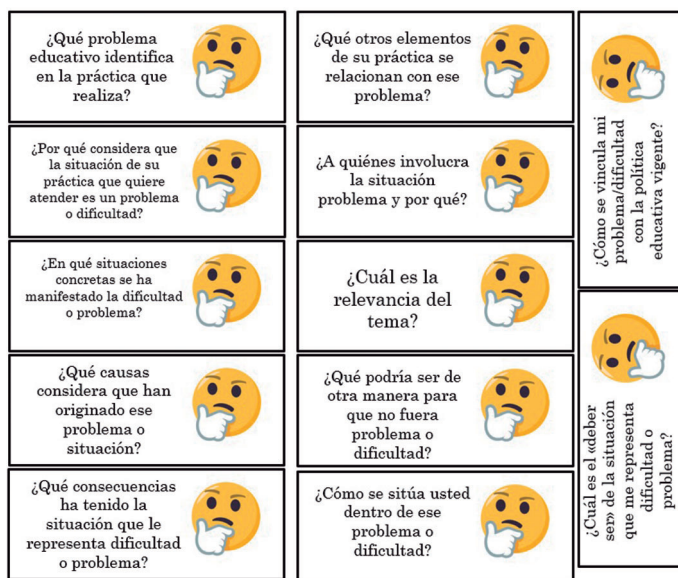 ¿Qué problema
educativo identifica
en la práctica que
realiza?
¿Por qué considera que
la situación de su
práctica que quiere
atender es un problema
o dificultad?
¿En qué situaciones
concretas se ha
manifestado la dificultad
o problema?
¿Qué causas
considera que han
originado ese
problema o
situación?
¿Qué consecuencias
ha tenido la
situación que le
representa dificultad
o problema?
¿Qué otros elementos
de su práctica se
relacionan con ese
problema?
¿A quiénes involucra
la situación
problema y por qué?
¿Cuál es la
relevancia del
tema?
¿Qué podría ser de
otra manera para
que no fuera
problema o
dificultad?
¿Cómo se sitúa usted
dentro de ese
problema o
dificultad?
¿Cómo se vincula mi
problema/dificultad
con la política
educativa vigente?
¿Cuál es el «deber
ser» de la situación
que me representa
dificultad o
problema?